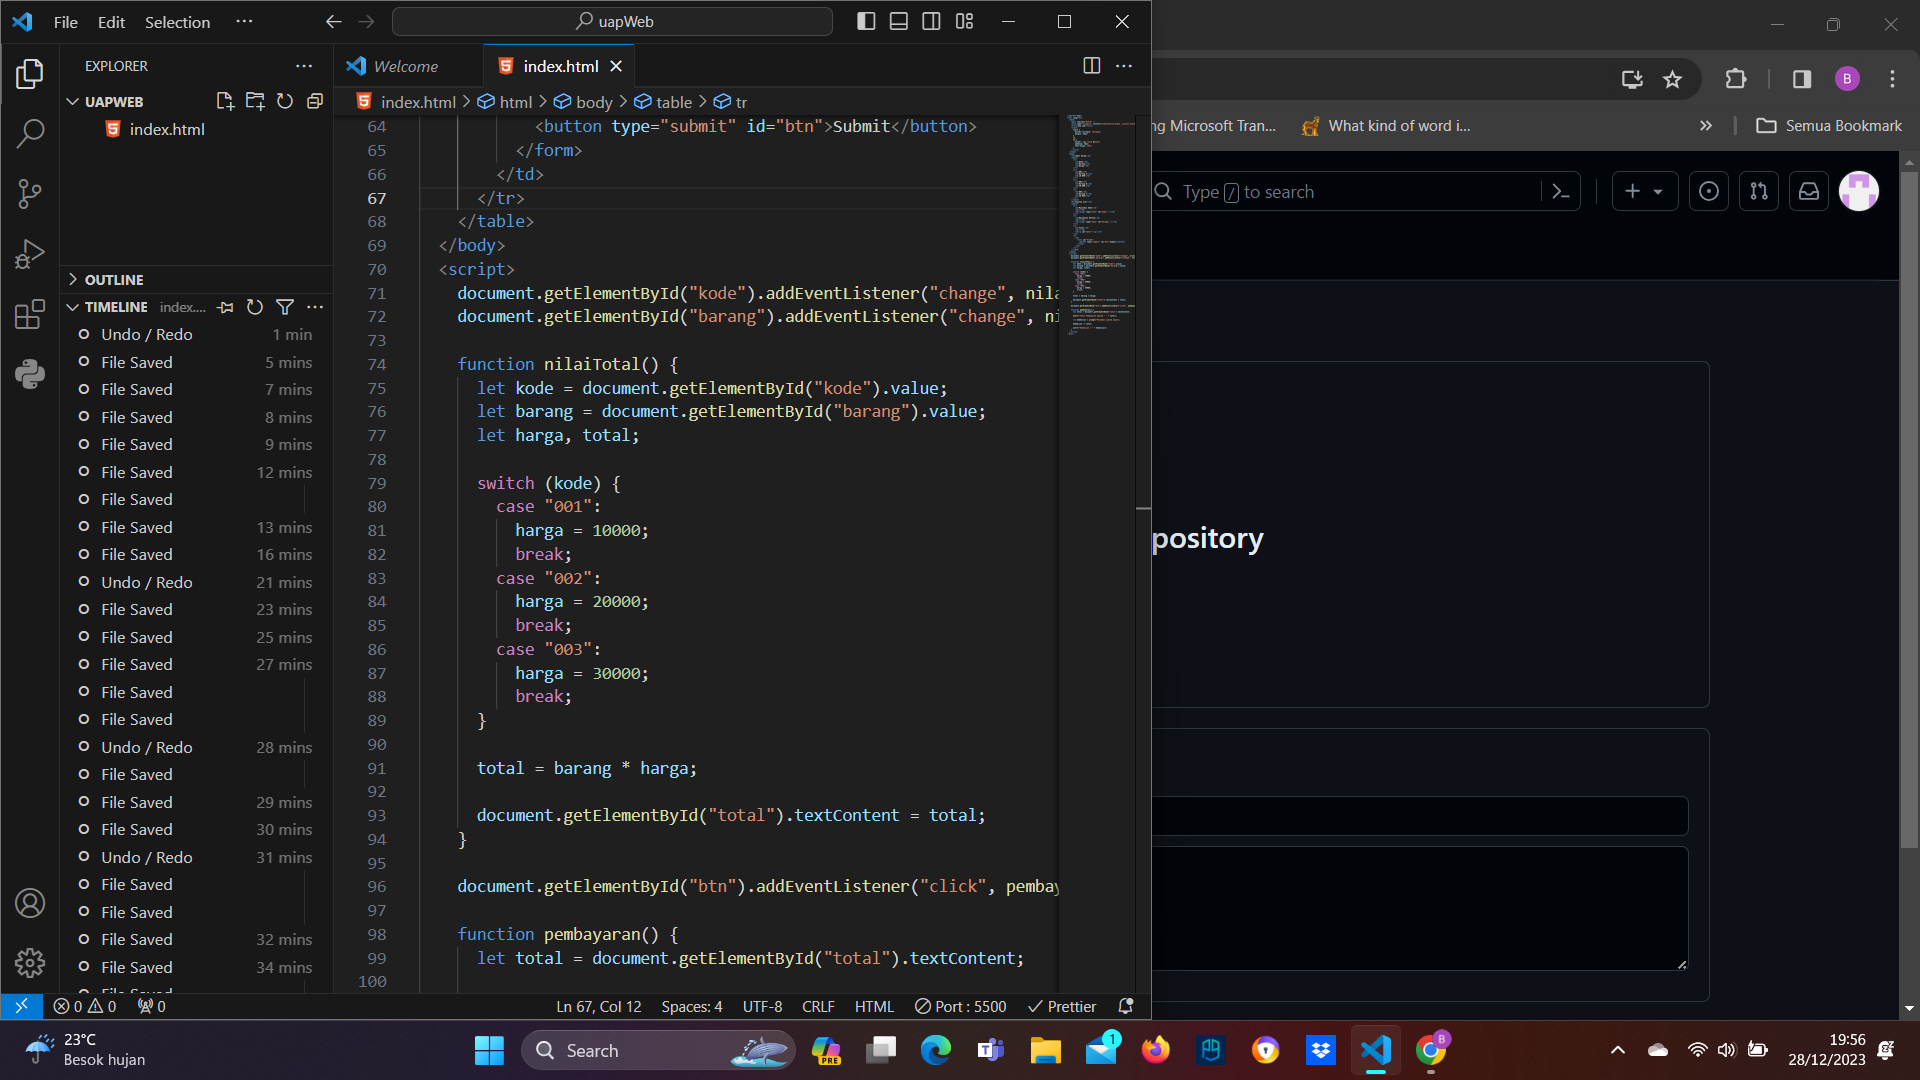 File Edit Selection ··· uapWeb
EXPLORER ···
UAPWEB
index.html
OUTLINE
TIMELINE index.... ···
Undo / Redo 1 min
File Saved 5 mins
File Saved 7 mins
File Saved 8 mins
File Saved 9 mins
File Saved 12 mins
File Saved
File Saved 13 mins
File Saved 16 mins
Undo / Redo 21 mins
File Saved 23 mins
File Saved 25 mins
File Saved 27 mins
File Saved
File Saved
Undo / Redo 28 mins
File Saved
File Saved 29 mins
File Saved 30 mins
Undo / Redo 31 mins
File Saved
File Saved
File Saved 32 mins
File Saved 34 mins
Welcome index.html
index.html > html > body > table > tr
64 <button type="submit" id="btn">Submit</button>
65 </form>
66 </td>
67 </tr>
68 </table>
69 </body>
70 <script>
71 document.getElementById("kode").addEventListener("change", nila
72 document.getElementById("barang").addEventListener("change", ni
73
74 function nilaiTotal() {
75 let kode = document.getElementById("kode").value;
76 let barang = document.getElementById("barang").value;
77 let harga, total;
78
79 switch (kode) {
80 case "001":
81 harga = 10000;
82 break;
83 case "002":
84 harga = 20000;
85 break;
86 case "003":
87 harga = 30000;
88 break;
89 }
90
91 total = barang * harga;
92
93 document.getElementById("total").textContent = total;
94 }
95
96 document.getElementById("btn").addEventListener("click", pembay
97
98 function pembayaran() {
99 let total = document.getElementById("total").textContent;
100
0 0 0 Ln 67, Col 12 Spaces: 4 UTF-8 CRLF HTML Port : 5500 Prettier
B
ng Microsoft Tran... What kind of word i... » Semua Bookmark
Type / to search
pository
23°C
Besok hujan
Search
PRE
1
B
19:56
28/12/2023